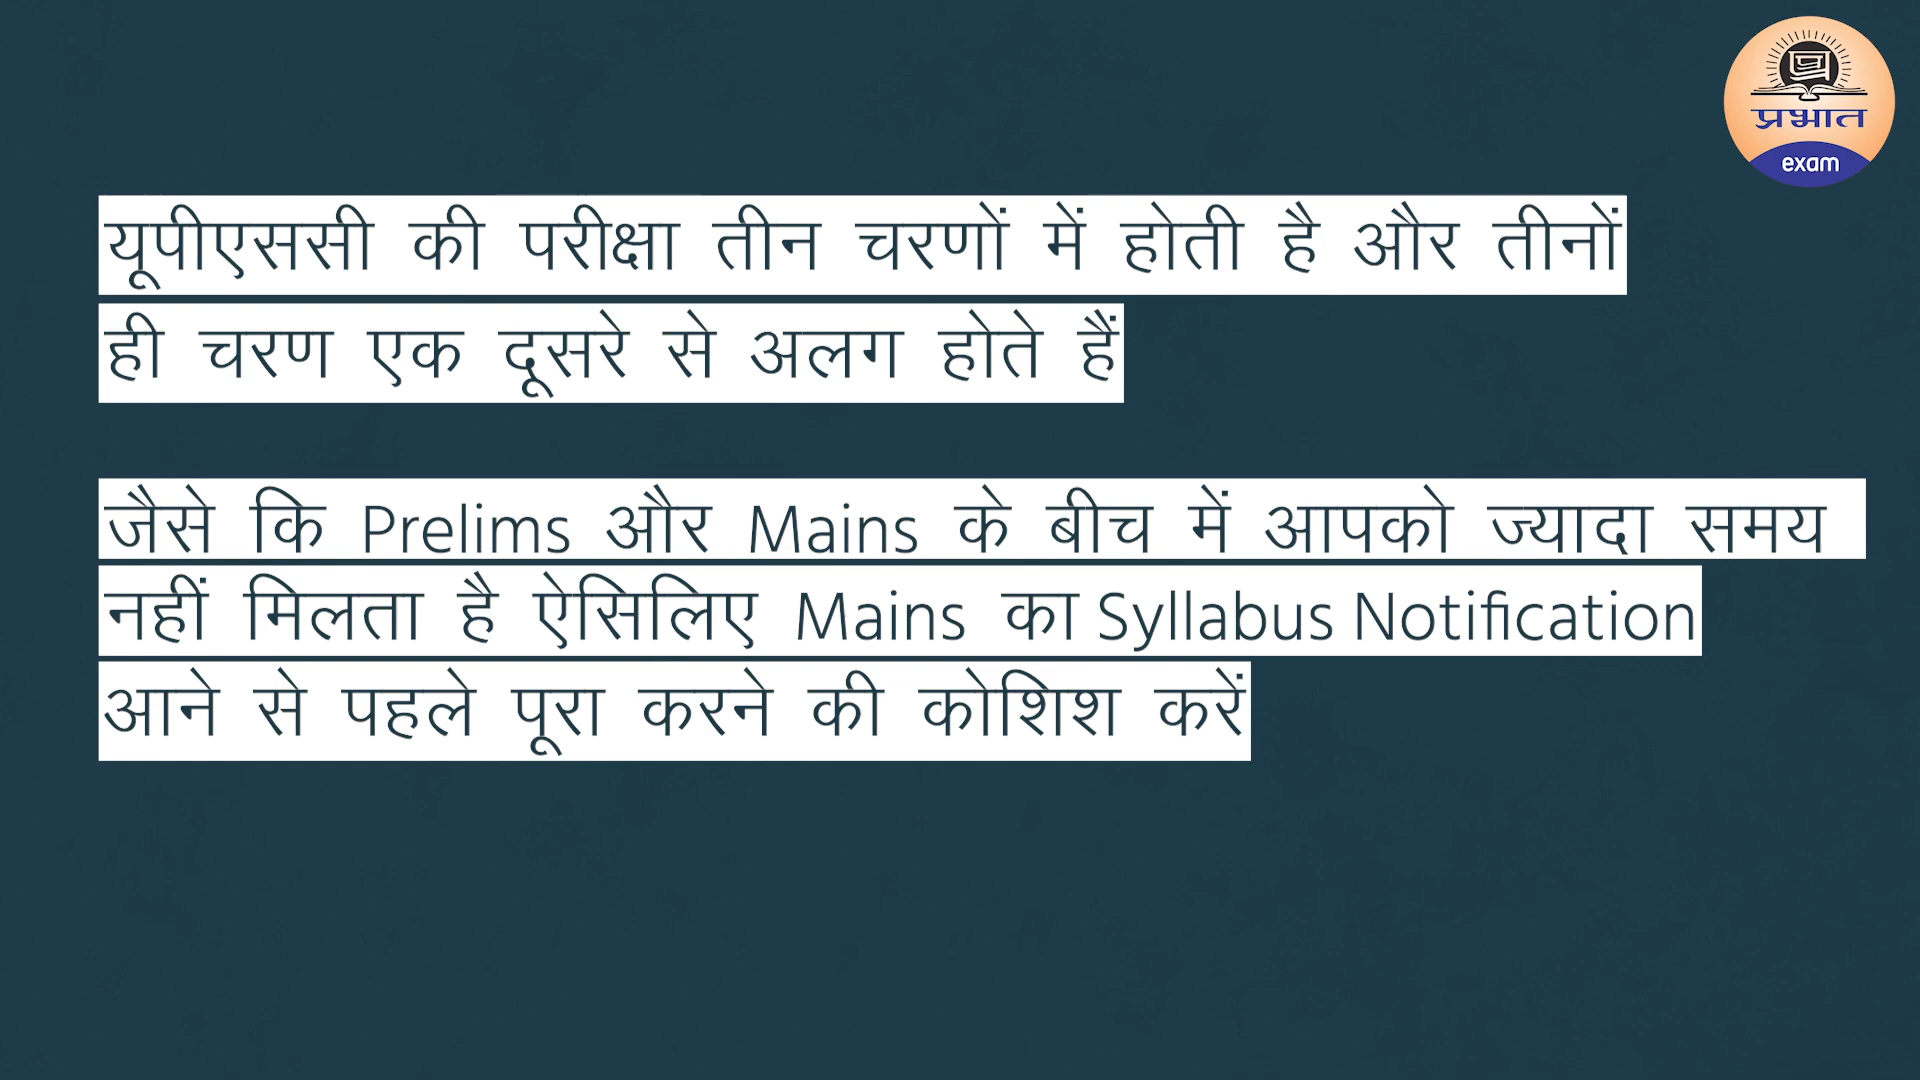 प्रभात
exam
यूपीएससी की परीक्षा तीन चरणों में होती है और तीनों
ही चरण एक दूसरे से अलग होते हैं
जैसे कि Prelims और Mains के बीच में आपको ज्यादा समय
नहीं मिलता है ऐसिलिए Mains का Syllabus Notification
आने से पहले पूरा करने की कोशिश करें